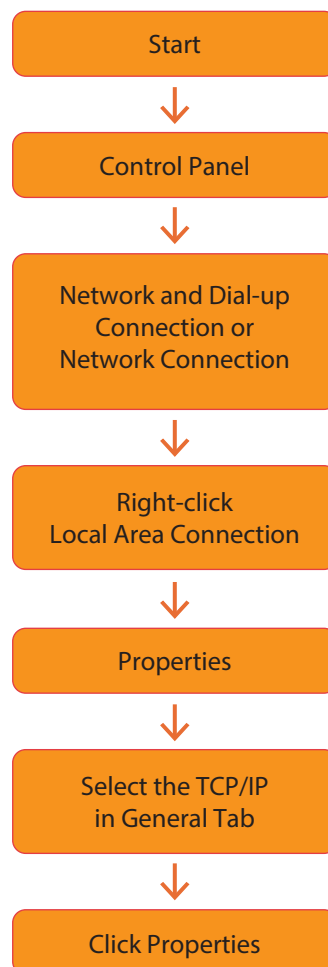 Start
Control Panel
Network and Dial-up
Connection or
Network Connection
Right-click
Local Area Connection
Properties
Select the TCP/IP
in General Tab
Click Properties